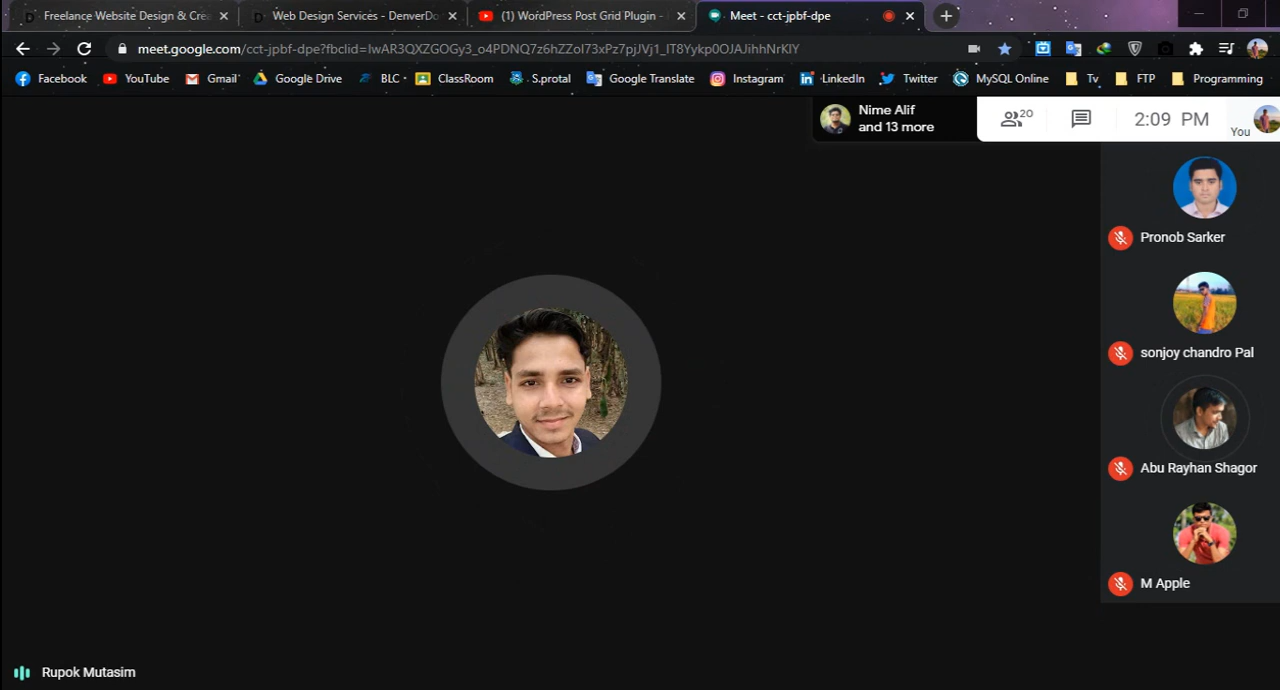 Freelance Website Design & Cre
Web Design Services - DenverDo
(1) WordPress Post Grid Plugin -
Meet - cct-jpbf-dpe
meet.google.com/cct-jpbf-dpe?fbclid=
Facebook
YouTube
Gmail
Google Drive
BLC -
ClassRoom
S.protal
Google Translate
Instagram
LinkedIn
Twitter
MySQL Online
Tv
FTP
Programming
Nime Alif
and 13 more
20
2:09 PM
You
Pronob Sarker
sonjoy chandro Pal
Abu Rayhan Shagor
M Apple
Rupok Mutasim